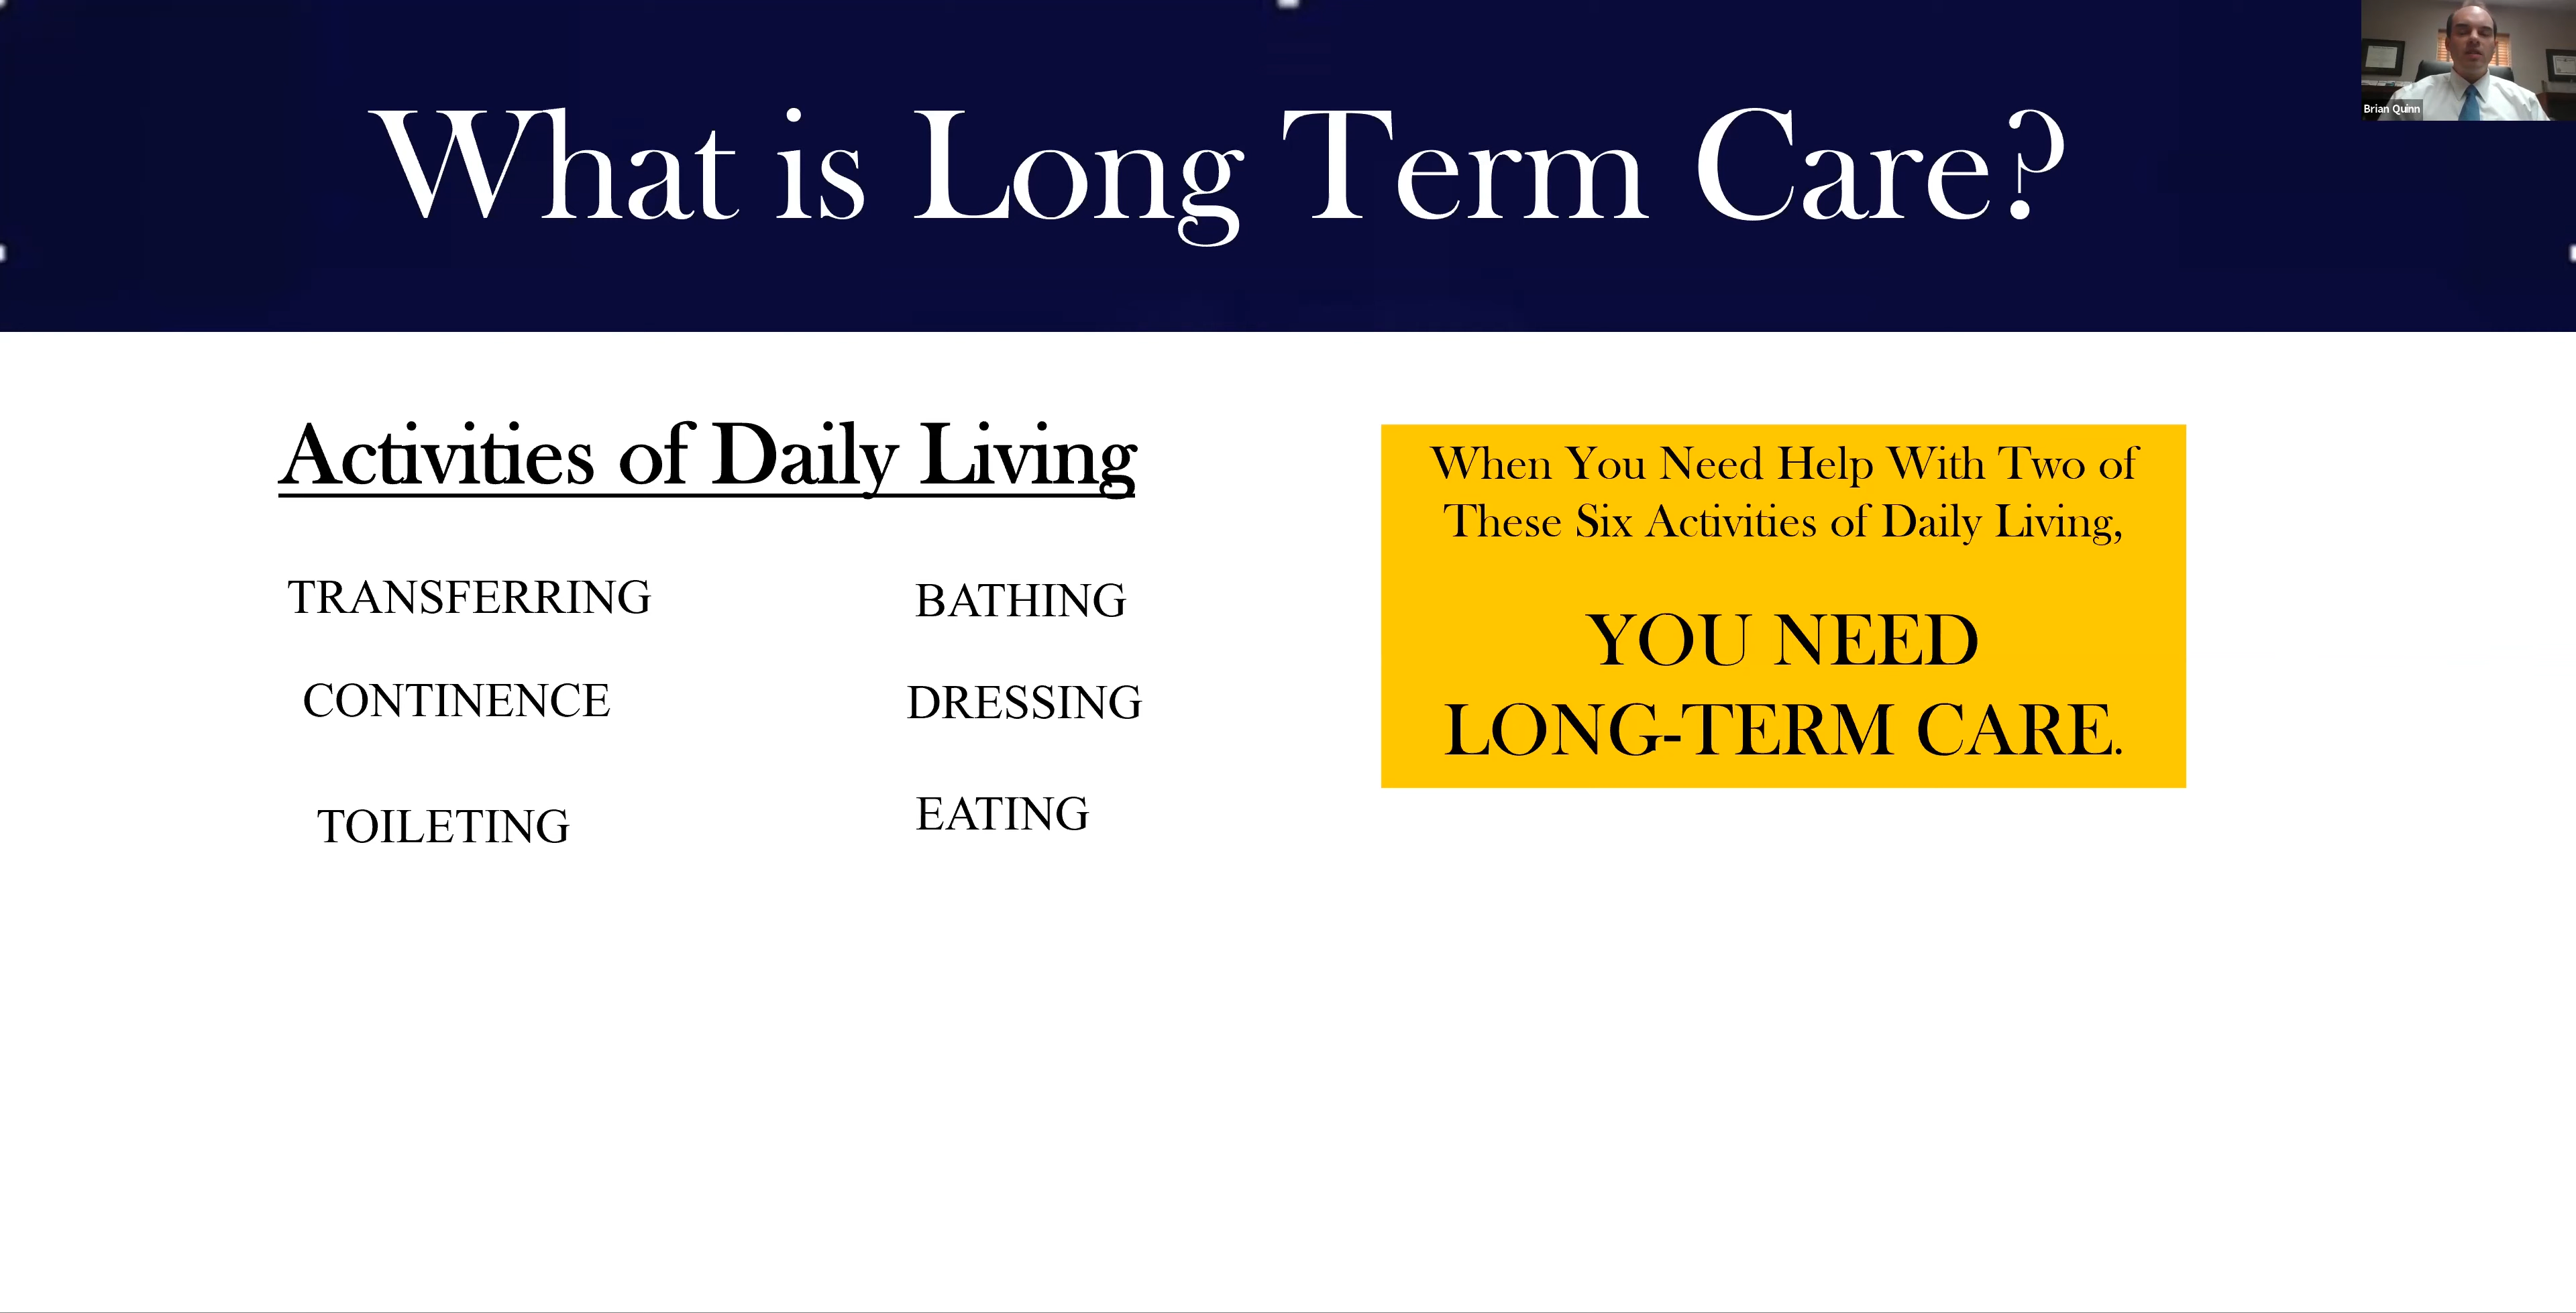 What is Long Term Care?
Brian Quinn
Activities of Daily Living
TRANSFERRING
BATHING
CONTINENCE
DRESSING
TOILETING
EATING
When You Need Help With Two of
These Six Activities of Daily Living,
YOU NEED
LONG-TERM CARE.